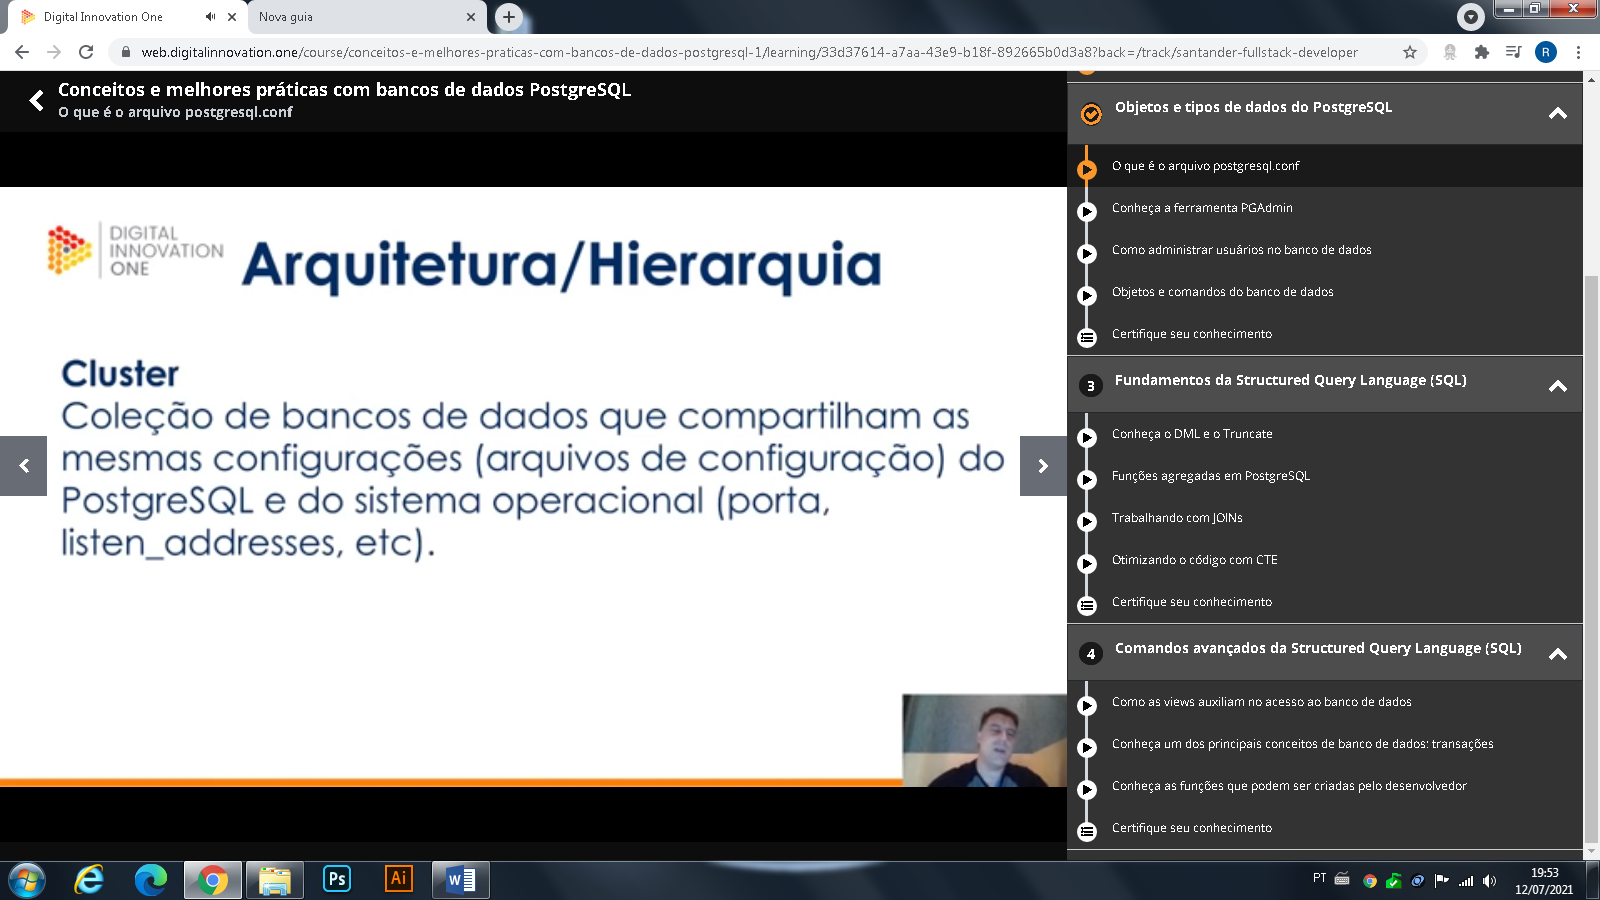 Digital Innovation One
Nova guia
web.digitalinnovation.one/course/conceitos-e-melhores-praticas-com-bancos-de-dados-postgresql-1/learning/33d37614-a7aa-43e9-b18f-892665b0d3a8?back=/track/santander-fullstack-developer
R
Conceitos e melhores práticas com bancos de dados PostgreSQL
O que é o arquivo postgresql.conf
DIGITAL
INNOVATION
ONE
Arquitetura/Hierarquia
Cluster
Coleção de bancos de dados que compartilham as
mesmas configurações (arquivos de configuração) do
PostgreSQL e do sistema operacional (porta,
listen_addresses, etc).
Objetos e tipos de dados do PostgreSQL
O que é o arquivo postgresql.conf
Conheça a ferramenta PGAdmin
Como administrar usuários no banco de dados
Objetos e comandos do banco de dados
Certifique seu conhecimento
3 Fundamentos da Structured Query Language (SQL)
Conheça o DML e o Truncate
Funções agregadas em PostgreSQL
Trabalhando com JOINs
Otimizando o código com CTE
Certifique seu conhecimento
4 Comandos avançados da Structured Query Language (SQL)
Como as views auxiliam no acesso ao banco de dados
Conheça um dos principais conceitos de banco de dados: transações
Conheça as funções que podem ser criadas pelo desenvolvedor
Certifique seu conhecimento
Ps
Ai
W
PT
19:53
12/07/2021